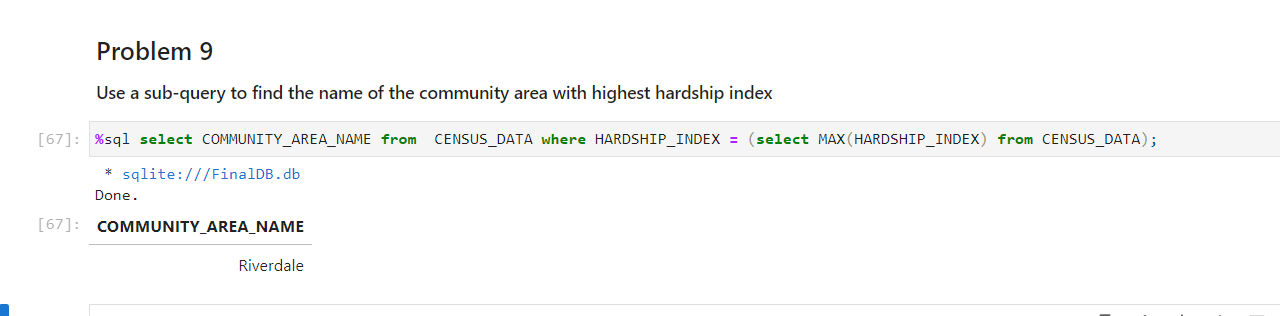 Problem 9
Use a sub-query to find the name of the community area with highest hardship index
[67]: %sql select COMMUNITY_AREA_NAME from  CENSUS_DATA where HARDSHIP_INDEX = (select MAX(HARDSHIP_INDEX) from CENSUS_DATA);
* sqlite:///FinalDB.db
Done.
[67]: COMMUNITY_AREA_NAME
Riverdale